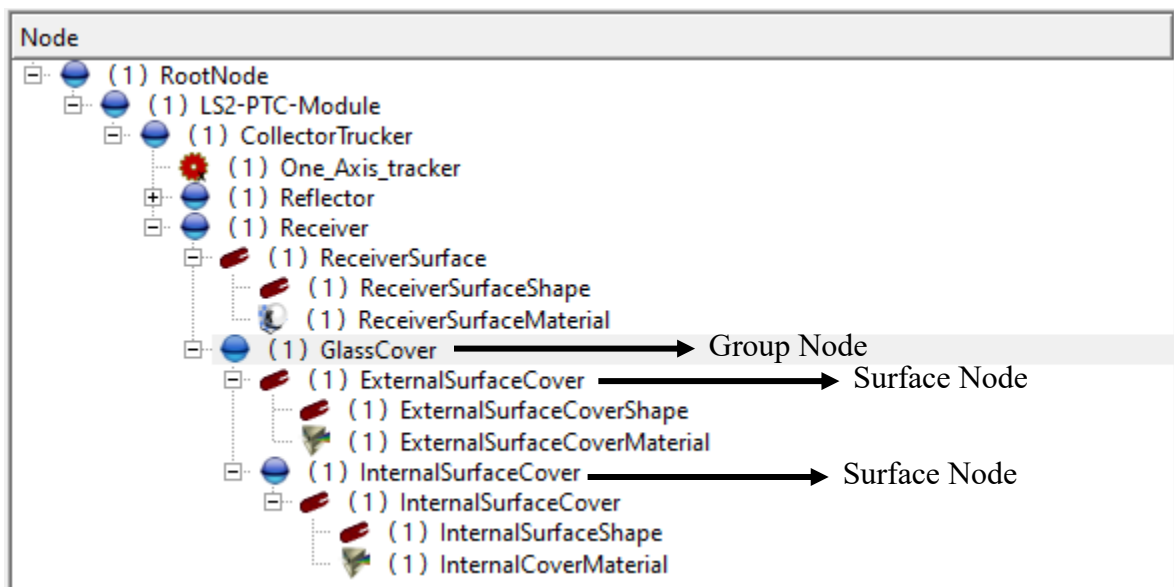 Node
(1) RootNode
(1) LS2-PTC-Module
(1) CollectorTrucker
(1) One_Axis_tracker
(1) Reflector
(1) Receiver
(1) ReceiverSurface
(1) ReceiverSurfaceShape
(1) ReceiverSurfaceMaterial
(1) GlassCover Group Node
(1) ExternalSurfaceCover Surface Node
(1) ExternalSurfaceCoverShape
(1) ExternalSurfaceCoverMaterial
(1) InternalSurfaceCover Surface Node
(1) InternalSurfaceCover
(1) InternalSurfaceShape
(1) InternalCoverMaterial